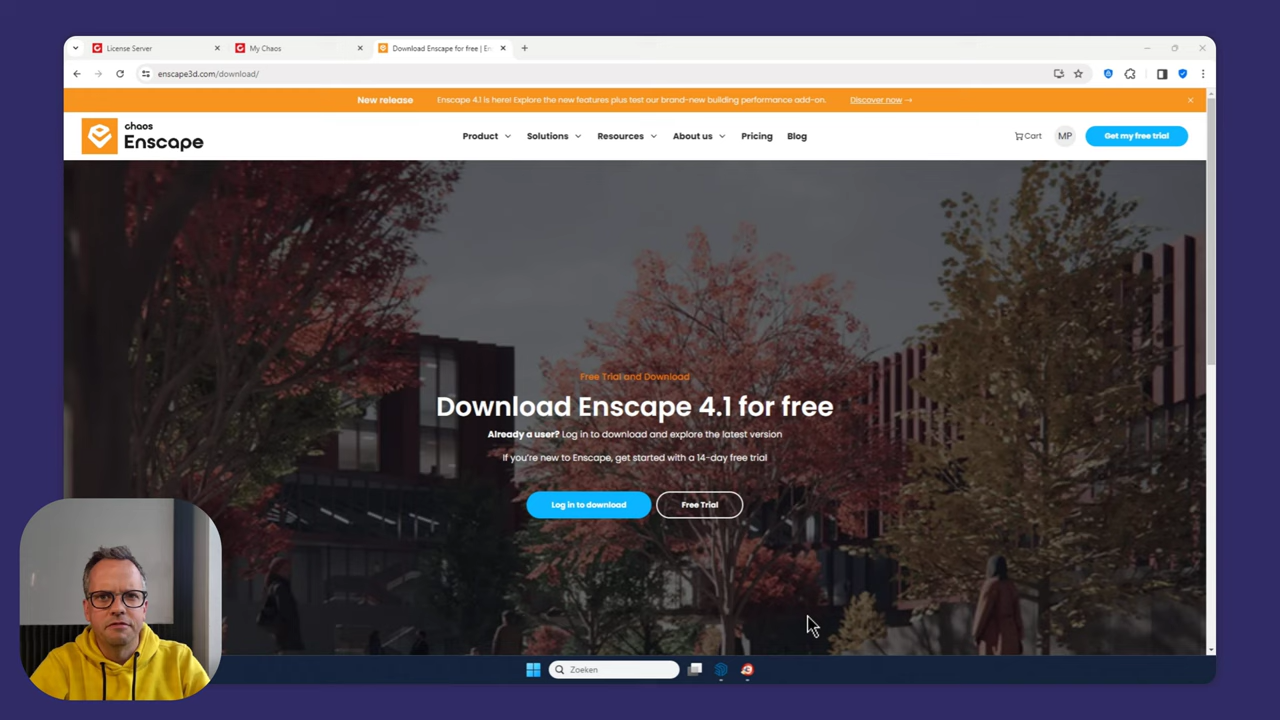 License Server
My Chaos
Download Enscape for free | En
enscape3d.com/download/
New release
Enscape 4.1 is here! Explore the new features plus test our brand-new building performance add-on.
Discover now →
chaos
Enscape
Product
Solutions
Resources
About us
Pricing
Blog
Cart
MP
Get my free trial
Free Trial and Download
Download Enscape 4.1 for free
Already a user? Log in to download and explore the latest version
If you're new to Enscape, get started with a 14-day free trial
Log in to download
Free Trial
Zoeken